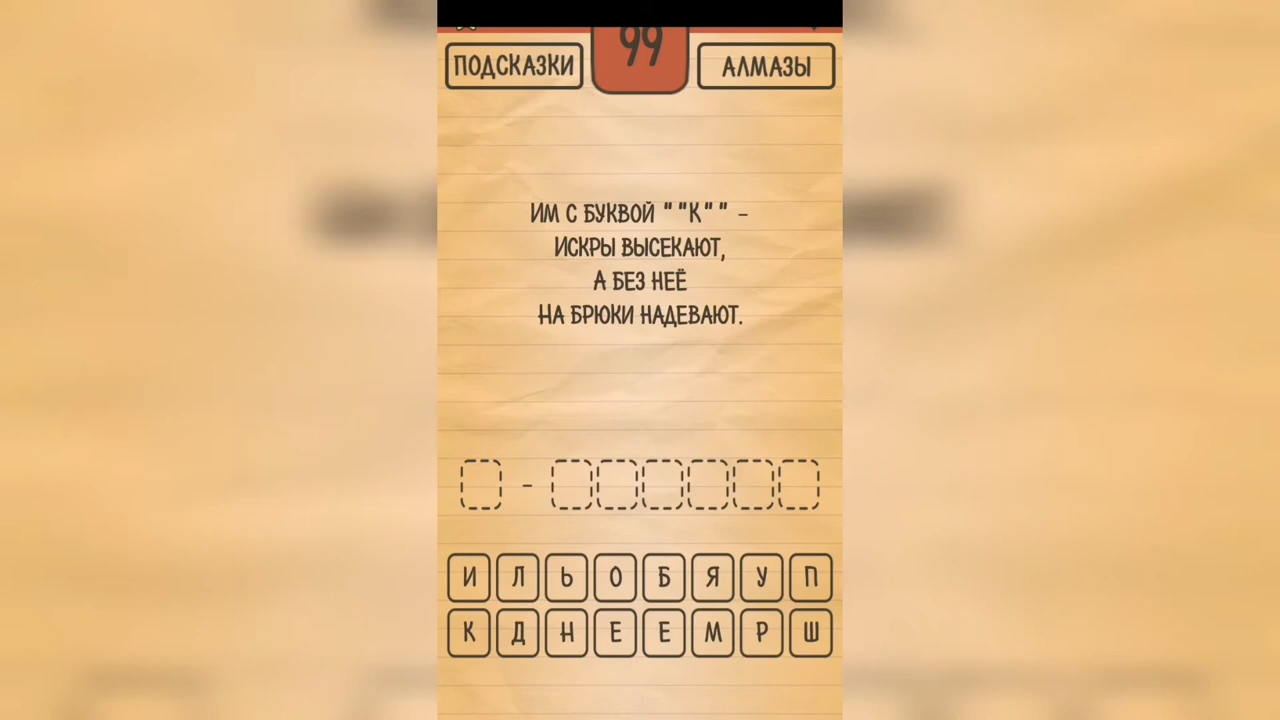 ПОДСКАЗКИ
99
АЛМАЗЫ
ИМ С БУКВОЙ ""К"" -
ИСКРЫ ВЫСЕКАЮТ,
А БЕЗ НЕЁ
НА БРЮКИ НАДЕВАЮТ.
-
И Л Ь О Б Я У П
К Д Н Е Е М Р Ш